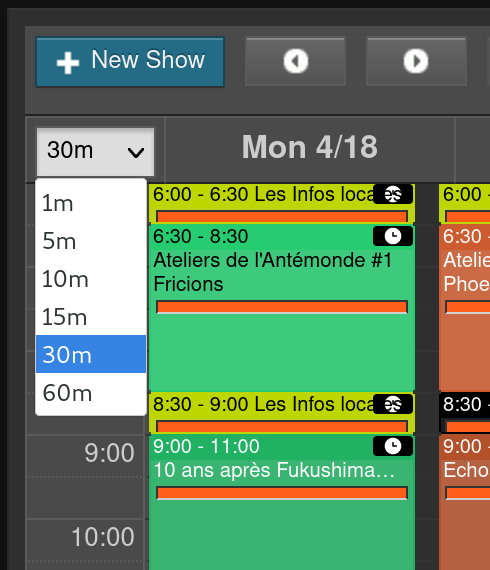 New Show
30m
Mon 4/18
1m
5m
10m
15m
30m
60m
9:00
10:00
6:00 - 6:30 Les Infos locales
6:30 - 8:30
Ateliers de l'Antémonde #1
Fricions
8:30 - 9:00 Les Infos locales
9:00 - 11:00
10 ans après Fukushima…
6:00 -
6:30 -
Atelie
Phoe
8:30 -
9:00 -
Echo